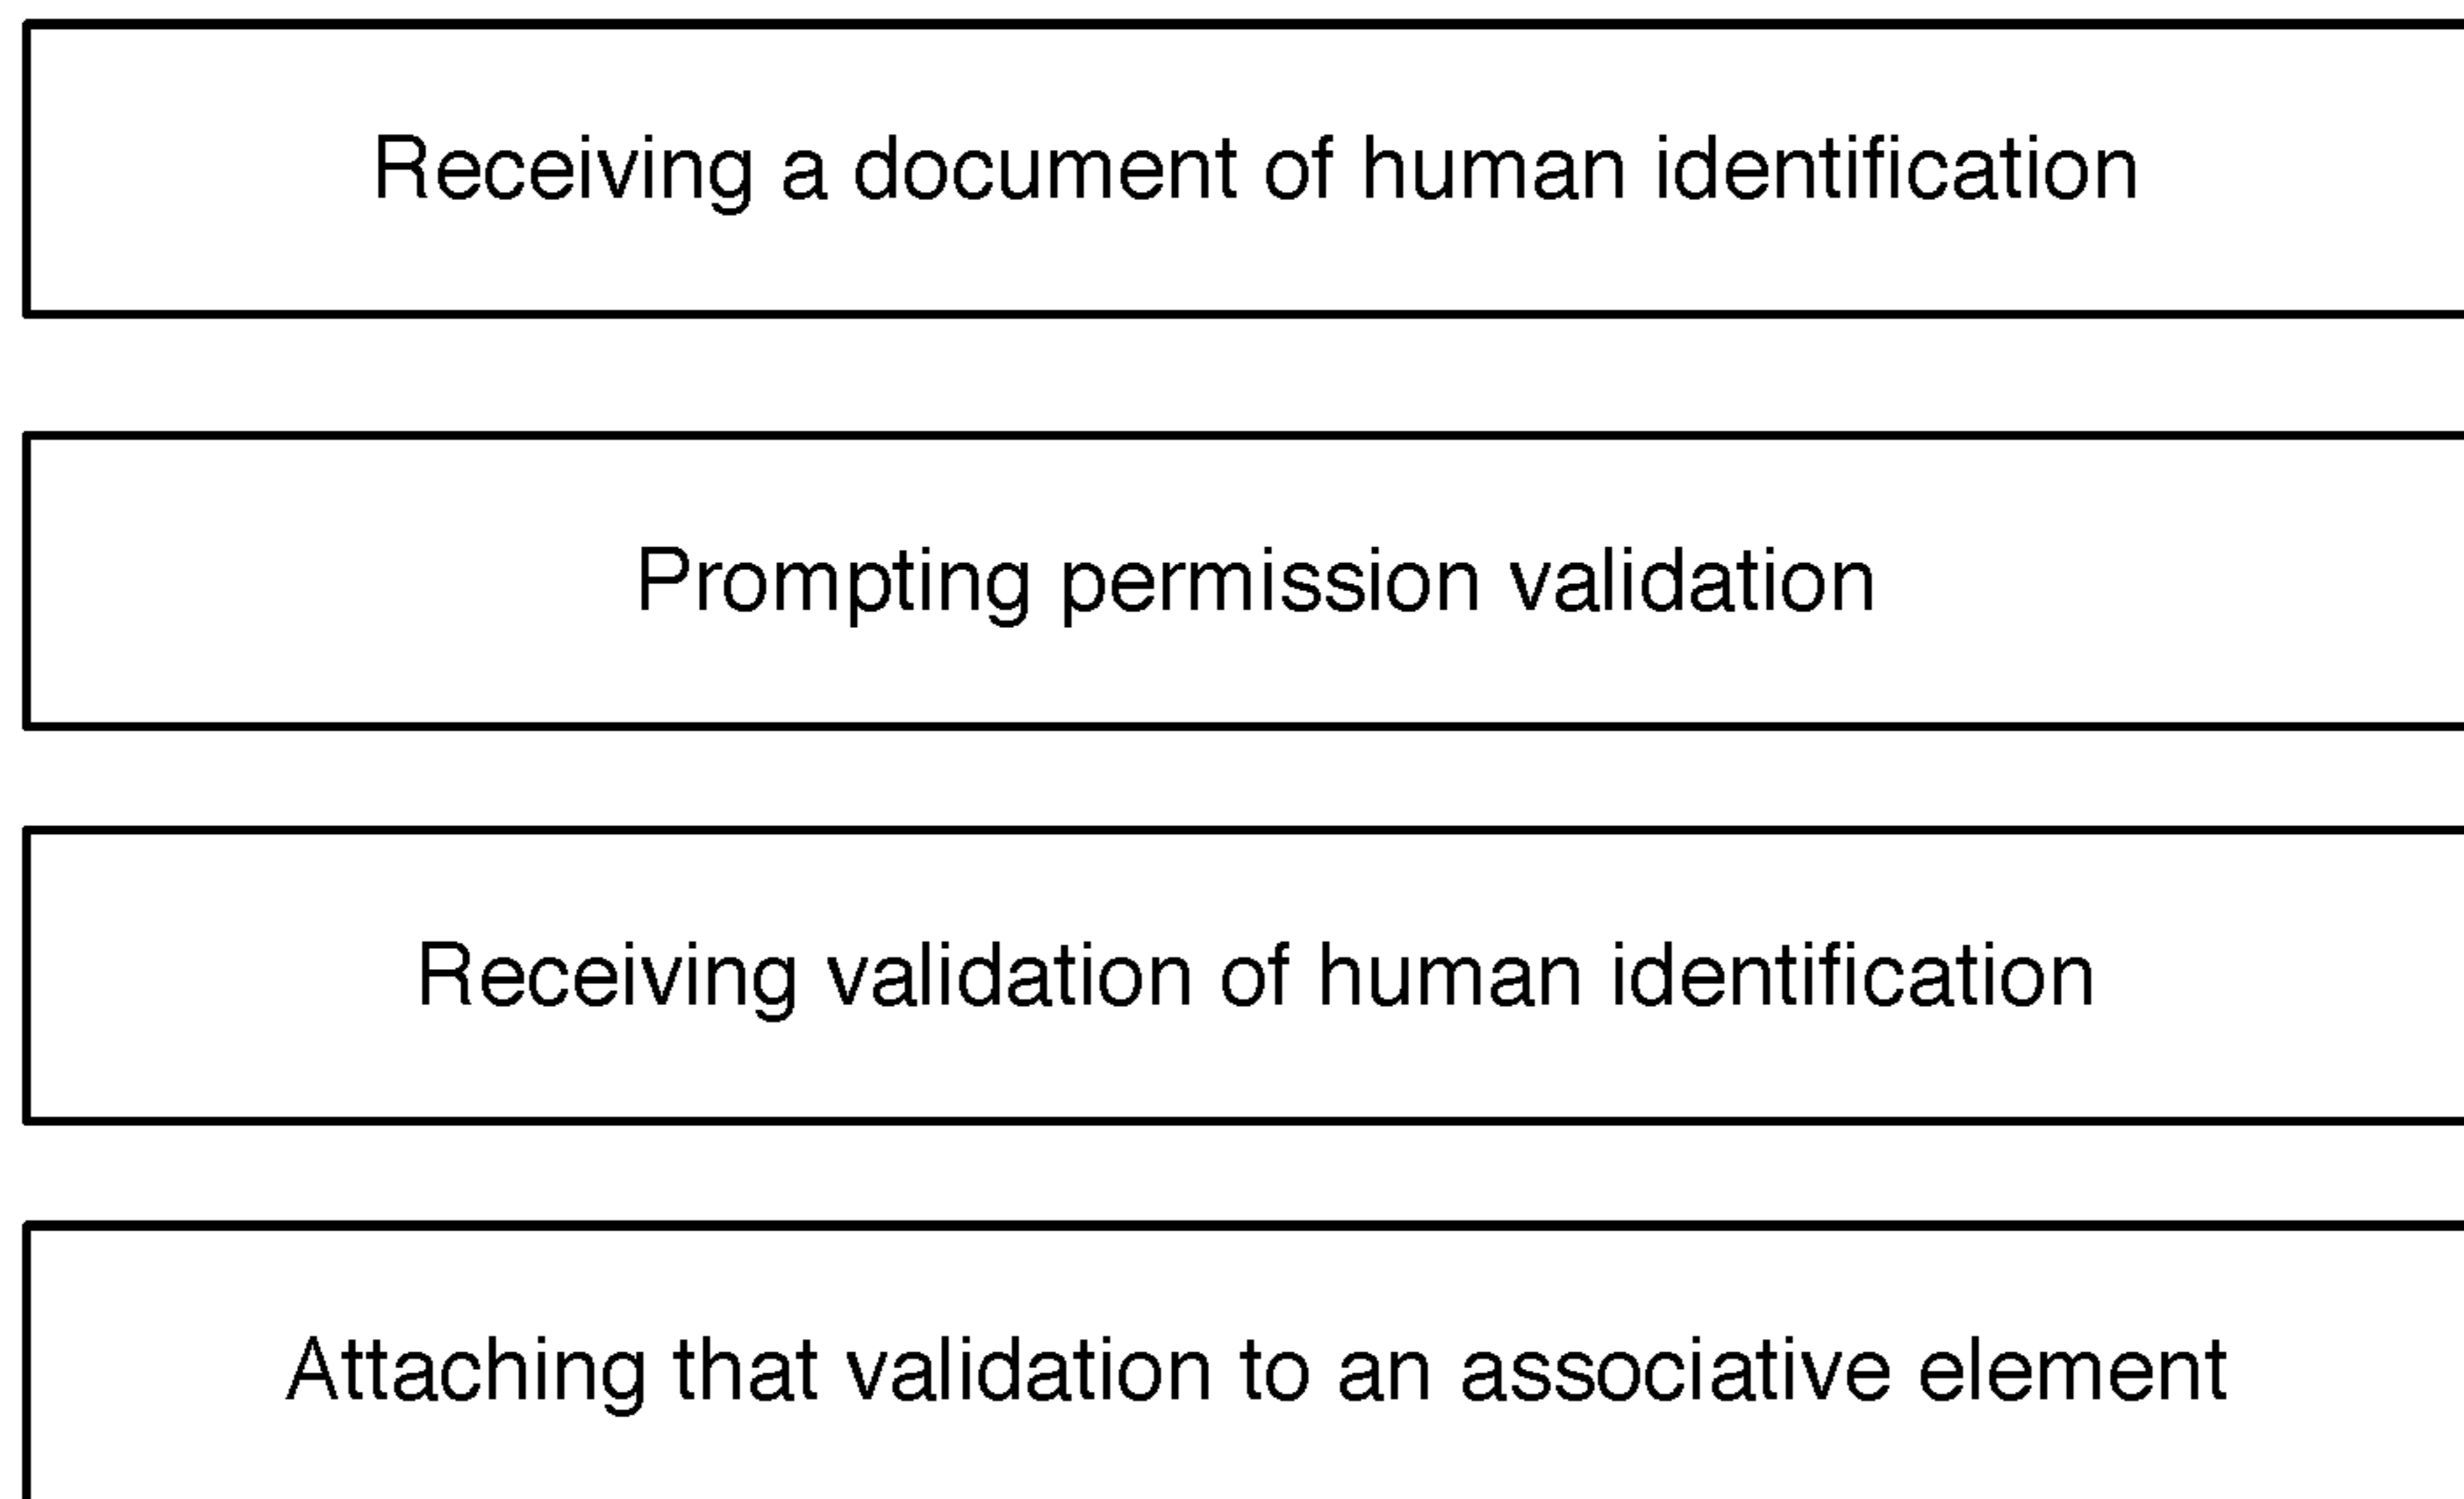 Receiving a document of human identification
Prompting permission validation
Receiving validation of human identification
Attaching that validation to an associative element